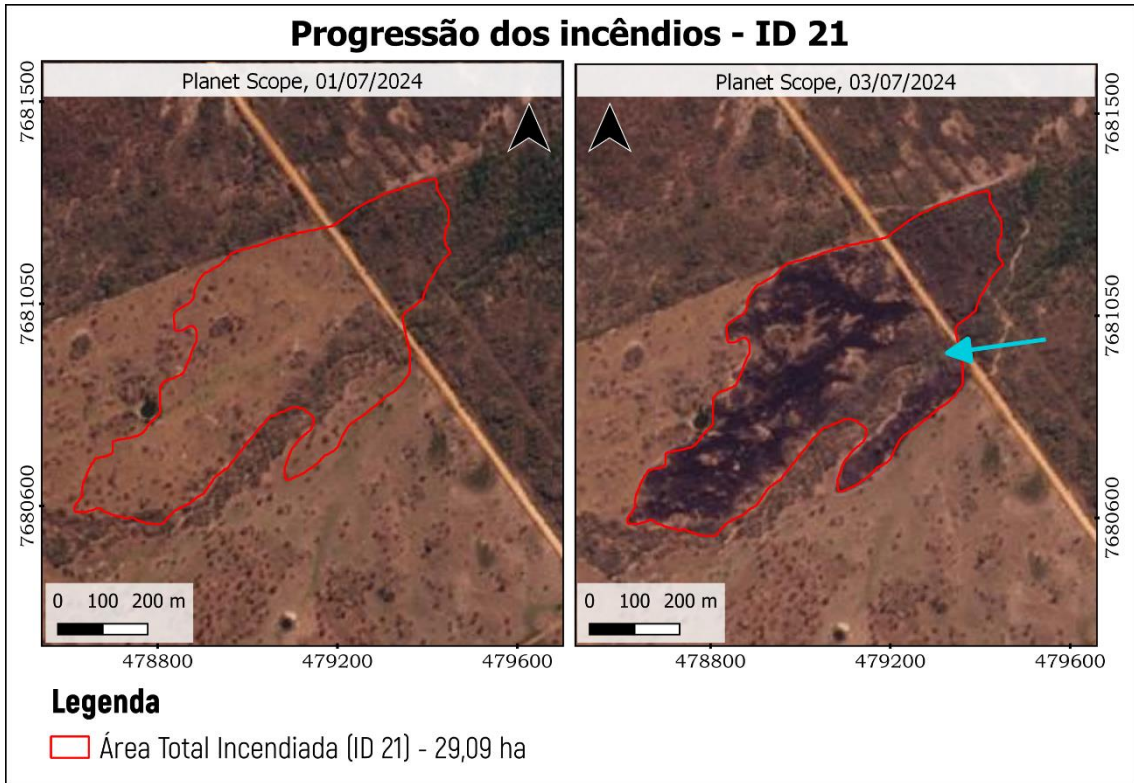 Progressão dos incêndios - ID 21
Planet Scope, 01/07/2024
Planet Scope, 03/07/2024
7681500
7681050
7680600
7681500
7681050
7680600
0 100 200 m
0 100 200 m
478800 479200 479600
478800 479200 479600
Legenda
Área Total Incendiada (ID 21) - 29,09 ha